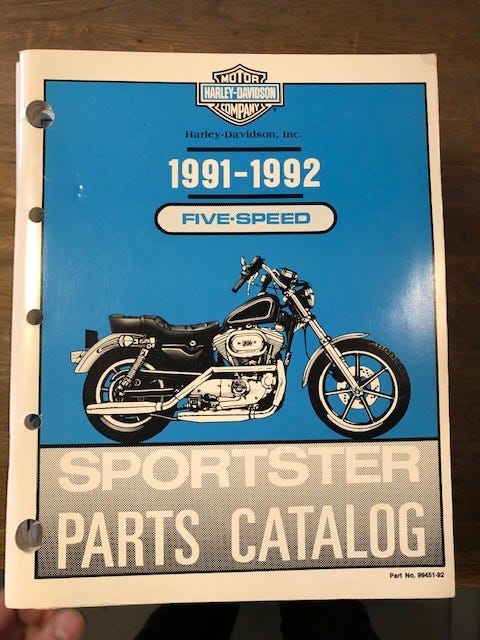 MOTOR
HARLEY-DAVIDSON
COMPANY
Harley-Davidson, Inc.
1991-1992
FIVE-SPEED
SPORTSTER
PARTS CATALOG
Part No. 99451-92